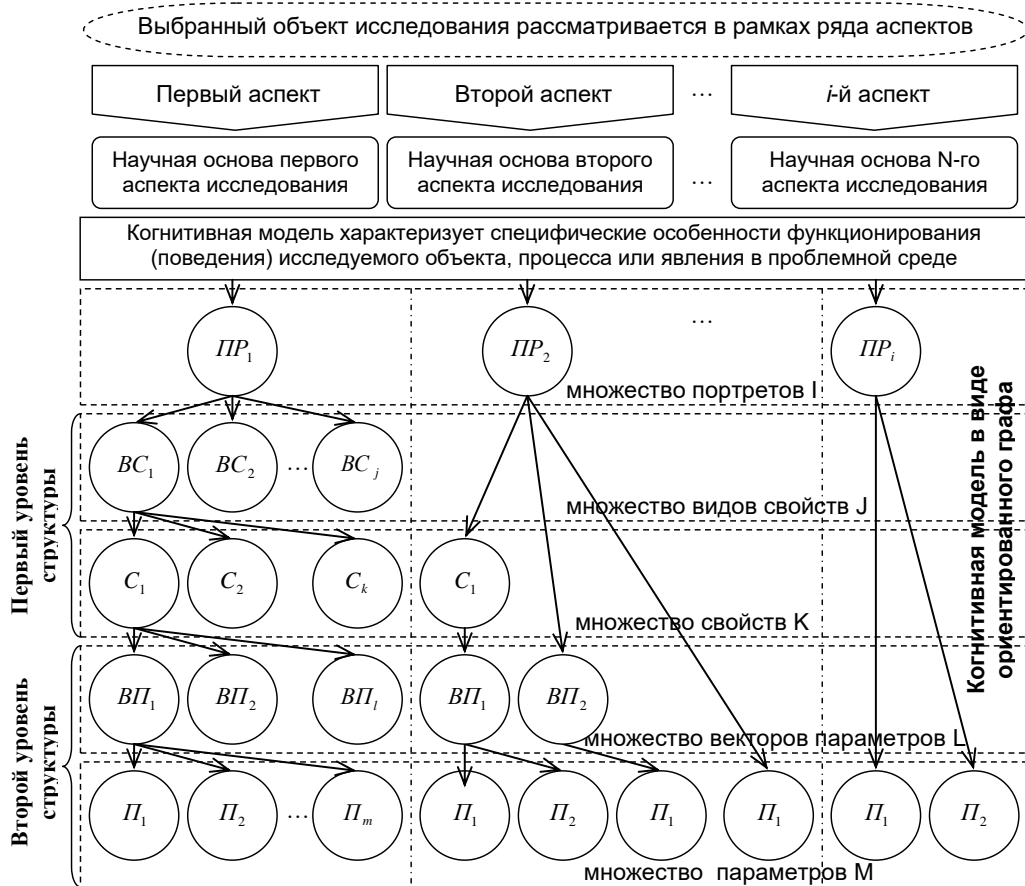 Выбранный объект исследования рассматривается в рамках ряда аспектов
Первый аспект
Второй аспект
...
i-й аспект
Научная основа первого
аспекта исследования
Научная основа второго
аспекта исследования
...
Научная основа N-го
аспекта исследования
Когнитивная модель характеризует специфические особенности функционирования
(поведения) исследуемого объекта, процесса или явления в проблемной среде
ПР₁
ПР₂
...
ПРᵢ
множество портретов I
Первый уровень
структуры
ВС₁
ВС₂
...
ВСⱼ
множество видов свойств J
С₁
С₂
Сₖ
С₁
множество свойств K
Когнитивная модель в виде
ориентированного графа
Второй уровень
структуры
ВП₁
ВП₂
ВПₗ
ВП₁
ВП₂
множество векторов параметров L
П₁
П₂
...
Пₘ
П₁
П₂
П₁
П₁
П₁
П₂
множество параметров M